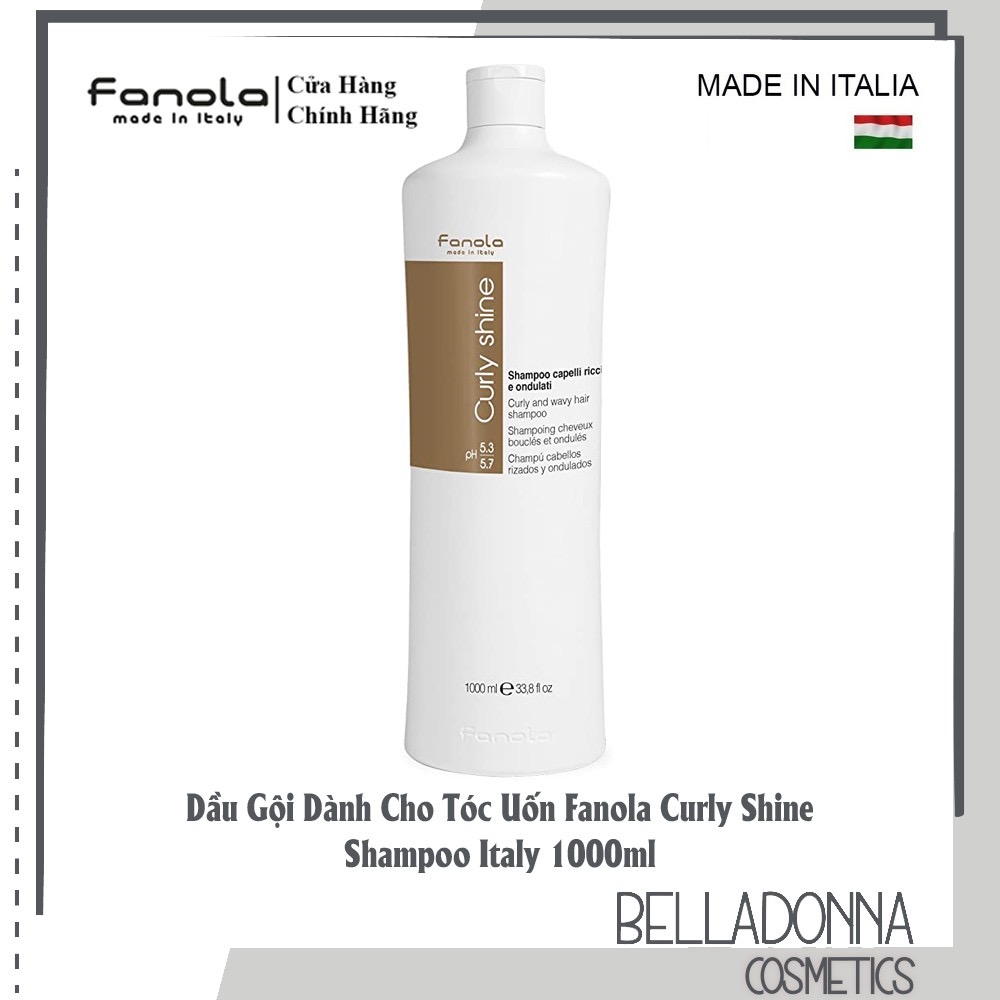 Fanola
made in Italy
Cửa Hàng
Chính Hãng
MADE IN ITALIA
Fanola
made in Italy
Curly shine
pH 5.3
5.7
Shampoo capelli ricci
e ondulati
Curly and wavy hair
shampoo
Shampoing cheveux
bouclés et ondulés
Champú cabellos
rizados y ondulados
1000 ml ℮ 33,8 fl oz
Fanola
Dầu Gội Dành Cho Tóc Uốn Fanola Curly Shine
Shampoo Italy 1000ml
BELLADONNA
COSMETICS